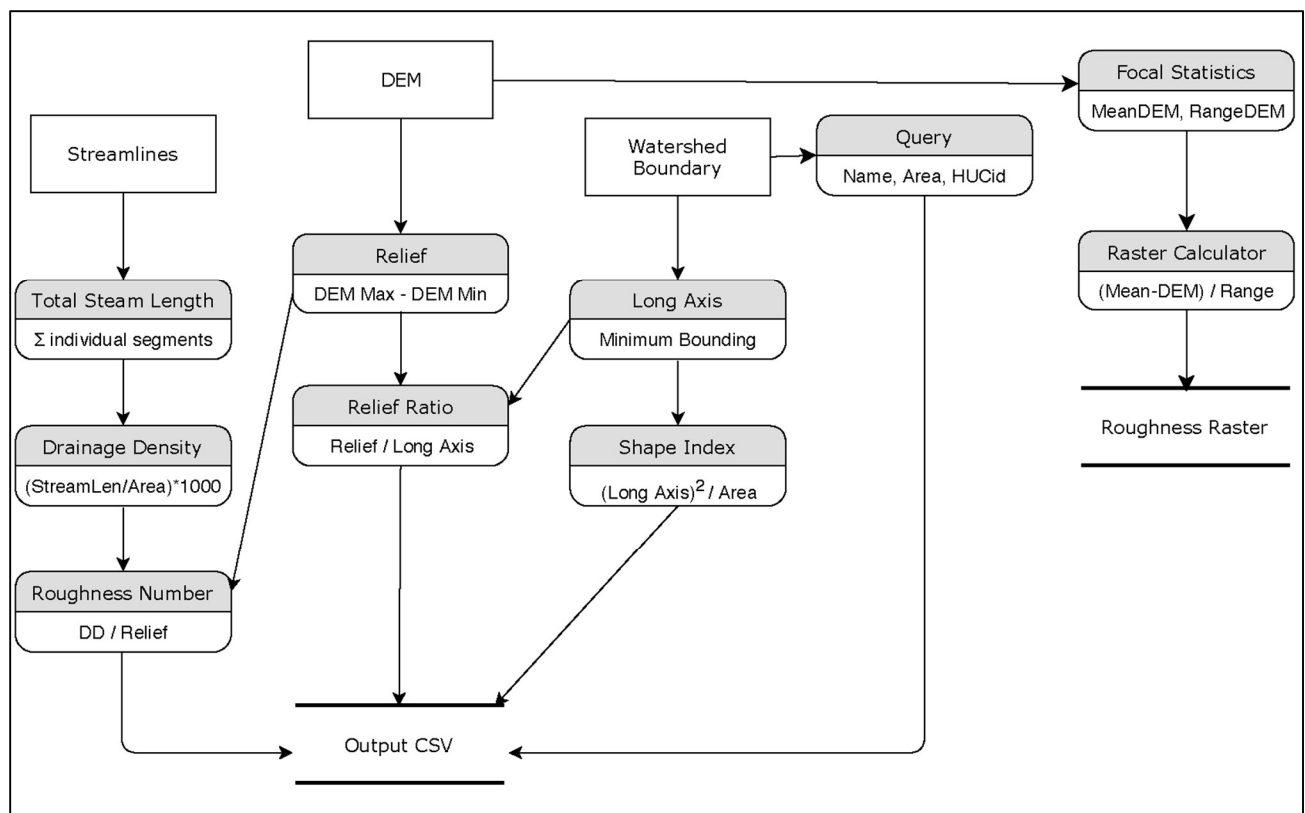 DEM
Focal Statistics
MeanDEM, RangeDEM
Streamlines
Watershed
Boundary
Query
Name, Area, HUCid
Relief
DEM Max - DEM Min
Raster Calculator
(Mean-DEM) / Range
Total Steam Length
Σ individual segments
Long Axis
Minimum Bounding
Relief Ratio
Relief / Long Axis
Roughness Raster
Drainage Density
(StreamLen/Area)*1000
Shape Index
(Long Axis)² / Area
Roughness Number
DD / Relief
Output CSV